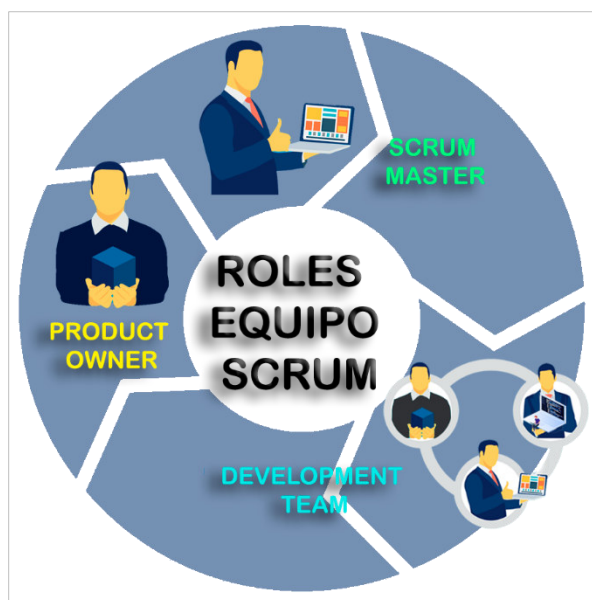 SCRUM
MASTER
ROLES
EQUIPO
SCRUM
PRODUCT
OWNER
DEVELOPMENT
TEAM